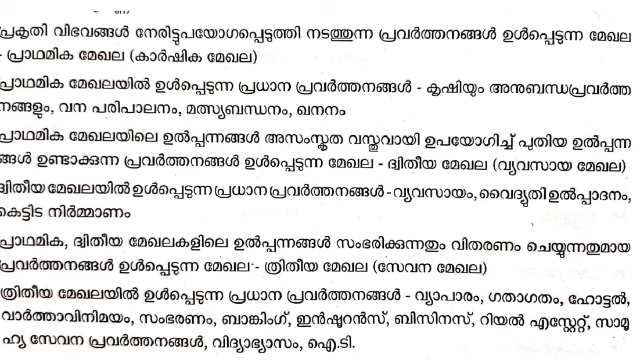 പ്രകൃതി വിഭവങ്ങൾ നേരിട്ടുപയോഗപ്പെടുത്തി നടത്തുന്ന പ്രവർത്തനങ്ങൾ ഉൾപ്പെടുന്ന മേഖല
- പ്രാഥമിക മേഖല (കാർഷിക മേഖല)
പ്രാഥമിക മേഖലയിൽ ഉൾപ്പെടുന്ന പ്രധാന പ്രവർത്തനങ്ങൾ - കൃഷിയും അനുബന്ധപ്രവർത്ത
നങ്ങളും, വന പരിപാലനം, മത്സ്യബന്ധനം, ഖനനം
പ്രാഥമിക മേഖലയിലെ ഉൽപ്പന്നങ്ങൾ അസംസ്കൃത വസ്തുവായി ഉപയോഗിച്ച് പുതിയ ഉൽപ്പന്ന
ങ്ങൾ ഉണ്ടാക്കുന്ന പ്രവർത്തനങ്ങൾ ഉൾപ്പെടുന്ന മേഖല - ദ്വിതീയ മേഖല (വ്യവസായ മേഖല)
ദ്വിതീയ മേഖലയിൽ ഉൾപ്പെടുന്ന പ്രധാന പ്രവർത്തനങ്ങൾ - വ്യവസായം, വൈദ്യുതി ഉൽപ്പാദനം,
കെട്ടിട നിർമ്മാണം
പ്രാഥമിക, ദ്വിതീയ മേഖലകളിലെ ഉൽപ്പന്നങ്ങൾ സംഭരിക്കുന്നതും വിതരണം ചെയ്യുന്നതുമായ
പ്രവർത്തനങ്ങൾ ഉൾപ്പെടുന്ന മേഖല - ത്രിതീയ മേഖല (സേവന മേഖല)
ത്രിതീയ മേഖലയിൽ ഉൾപ്പെടുന്ന പ്രധാന പ്രവർത്തനങ്ങൾ - വ്യാപാരം, ഗതാഗതം, ഹോട്ടൽ,
വാർത്താവിനിമയം, സംഭരണം, ബാങ്കിംഗ്, ഇൻഷൂറൻസ്, ബിസിനസ്, റിയൽ എസ്റ്റേറ്റ്, സാമൂ
ഹ്യ സേവന പ്രവർത്തനങ്ങൾ, വിദ്യാഭ്യാസം, ഐ.ടി.